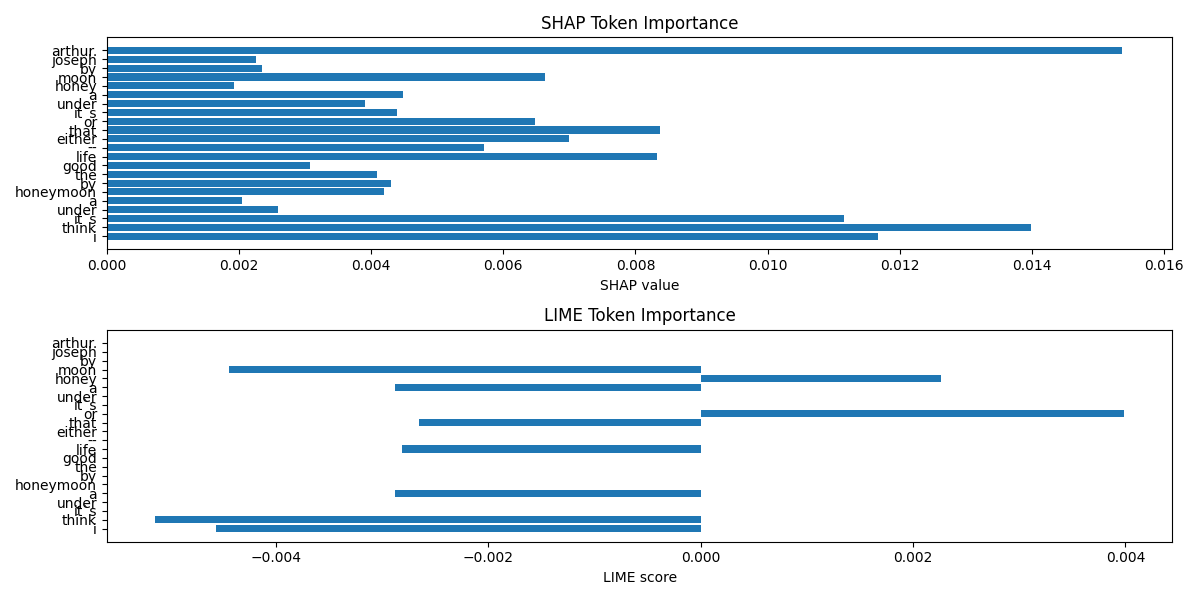 SHAP Token Importance
arthur.
joseph
by
moon
honey
a
under
it`s
or
that
either
--
life
good
the
by
honeymoon
a
under
it`s
think
i
0.000 0.002 0.004 0.006 0.008 0.010 0.012 0.014 0.016
SHAP value
LIME Token Importance
arthur.
joseph
by
moon
honey
a
under
it`s
or
that
either
--
life
good
the
by
honeymoon
a
under
it`s
think
i
−0.004 −0.002 0.000 0.002 0.004
LIME score